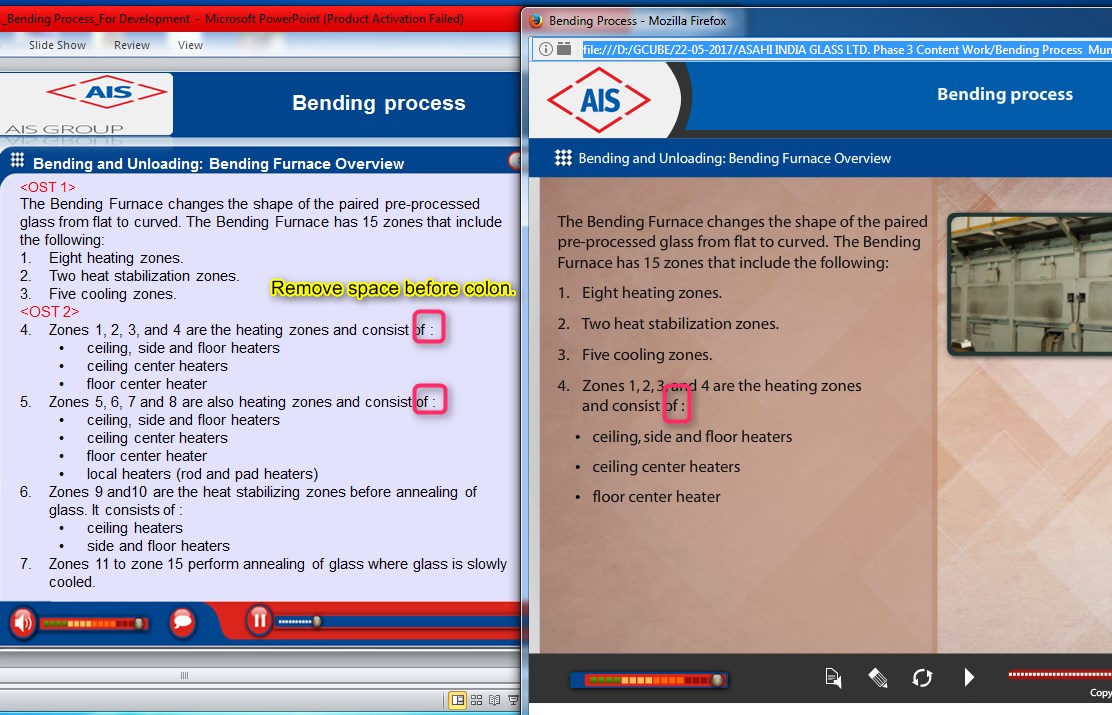 _Bending Process_For Development - Microsoft PowerPoint (Product Activation Failed)
Slide Show Review View
AIS
AIS GROUP
Bending process
Bending and Unloading: Bending Furnace Overview
<OST 1>
The Bending Furnace changes the shape of the paired pre-processed
glass from flat to curved. The Bending Furnace has 15 zones that include
the following:
1. Eight heating zones.
2. Two heat stabilization zones.
3. Five cooling zones.
Remove space before colon.
<OST 2>
4. Zones 1, 2, 3, and 4 are the heating zones and consist of :
• ceiling, side and floor heaters
• ceiling center heaters
• floor center heater
5. Zones 5, 6, 7 and 8 are also heating zones and consist of :
• ceiling, side and floor heaters
• ceiling center heaters
• floor center heater
• local heaters (rod and pad heaters)
6. Zones 9 and10 are the heat stabilizing zones before annealing of
glass. It consists of :
• ceiling heaters
• side and floor heaters
7. Zones 11 to zone 15 perform annealing of glass where glass is slowly
cooled.
Bending Process - Mozilla Firefox
file:///D:/GCUBE/22-05-2017/ASAHI INDIA GLASS LTD. Phase 3 Content Work/Bending Process Mun
AIS
Bending process
Bending and Unloading: Bending Furnace Overview
The Bending Furnace changes the shape of the paired
pre-processed glass from flat to curved. The Bending
Furnace has 15 zones that include the following:
1. Eight heating zones.
2. Two heat stabilization zones.
3. Five cooling zones.
4. Zones 1, 2, 3, and 4 are the heating zones
and consist of :
• ceiling, side and floor heaters
• ceiling center heaters
• floor center heater
Copy